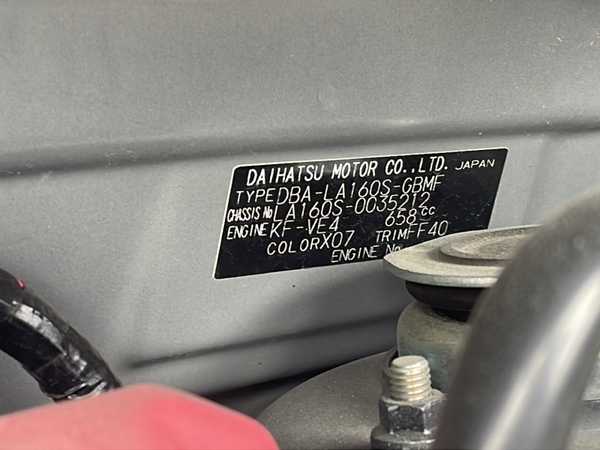 DAIHATSU MOTOR CO.,LTD. JAPAN
TYPE DBA-LA160S-GBMF
CHASSIS No LA160S-0035212
ENGINE KF-VE4 658cc
COLOR X07 TRIM FF40
ENGINE No